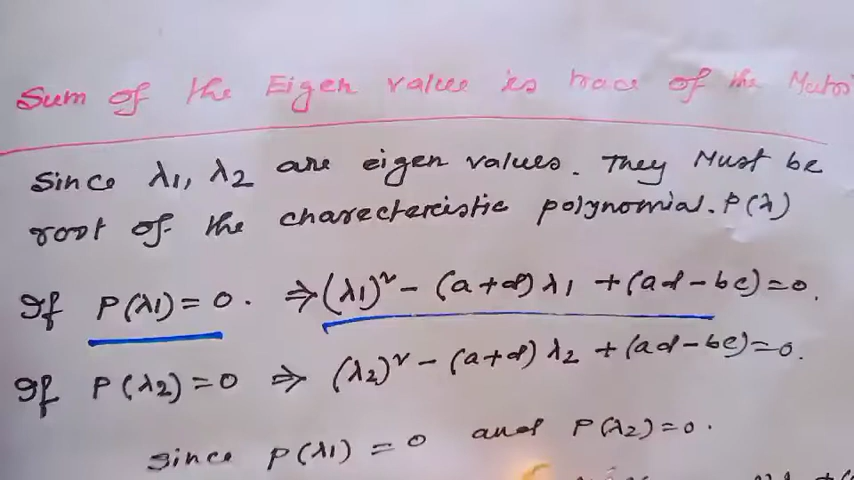 Sum of the Eigen value is trace of the
Since λ1, λ2 are eigen values. They Must be
root of the charecteristic polynomial. P(λ)
If P(λ1) = 0. ⇒ (λ1)² - (a+d) λ1 + (ad-bc) = 0.
If P(λ2) = 0 ⇒ (λ2)² - (a+d) λ2 + (ad-bc) = 0.
Since P(λ1) = 0 and P(λ2) = 0.